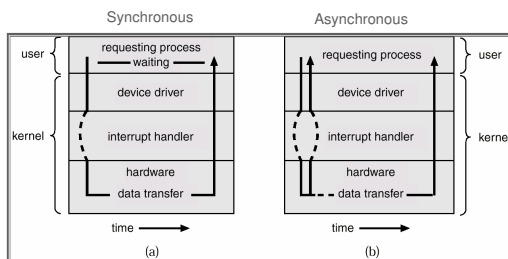 Synchronous
Asynchronous
user
requesting process
waiting
device driver
kernel
interrupt handler
hardware
data transfer
time
(a)
requesting process
user
device driver
interrupt handler
kerne
hardware
data transfer
time
(b)